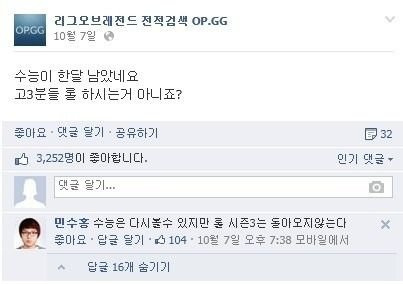 OP.GG
리그오브레전드 전적검색 OP.GG
10월 7일
수능이 한달 남았네요
고3분들 롤 하시는거 아니죠?
좋아요 · 댓글 달기 · 공유하기
32
3,252명이 좋아합니다.
인기 댓글
댓글 달기...
민수홍 수능은 다시볼수 있지만 롤 시즌3는 돌아오지않는다
좋아요 · 답글 달기 · 104 · 10월 7일 오후 7:38 모바일에서
답글 16개 숨기기